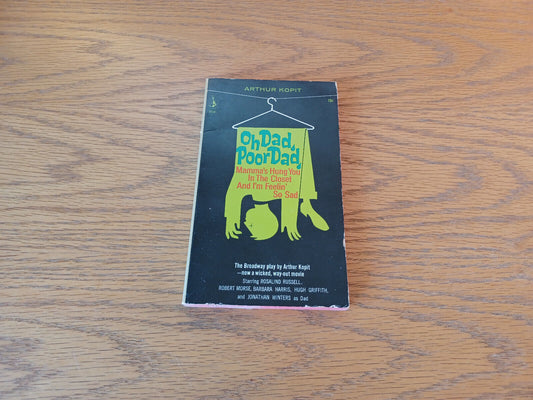 ARTHUR KOPIT
75¢
Oh Dad,
Poor Dad,
Mamma's Hung You
In The Closet
And I'm Feelin'
So Sad
The Broadway play by Arthur Kopit
—now a wicked, way-out movie
Starring ROSALIND RUSSELL,
ROBERT MORSE, BARBARA HARRIS, HUGH GRIFFITH,
and JONATHAN WINTERS as Dad